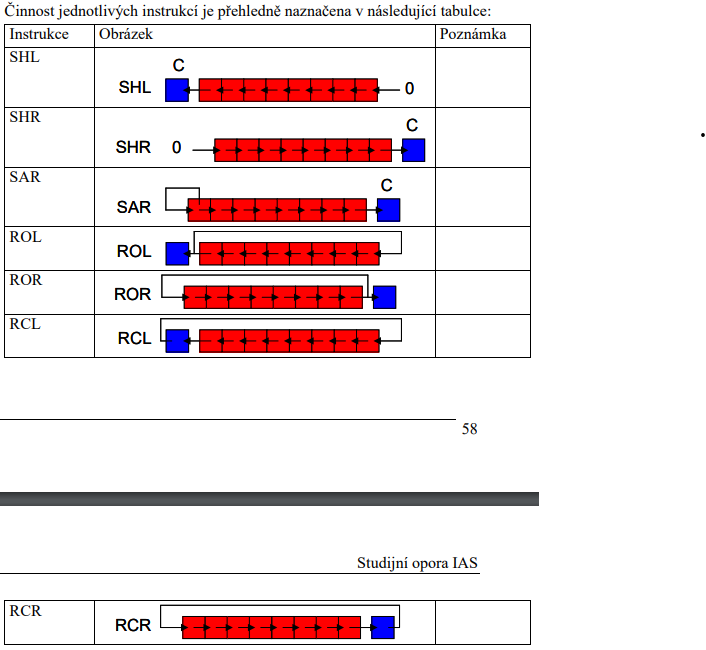 Činnost jednotlivých instrukcí je přehledně naznačena v následující tabulce:
Instrukce Obrázek Poznámka
SHL
C
SHL 0
SHR
C
SHR 0
SAR
C
SAR
ROL
ROL
ROR
ROR
RCL
RCL
58
Studijní opora IAS
RCR
RCR